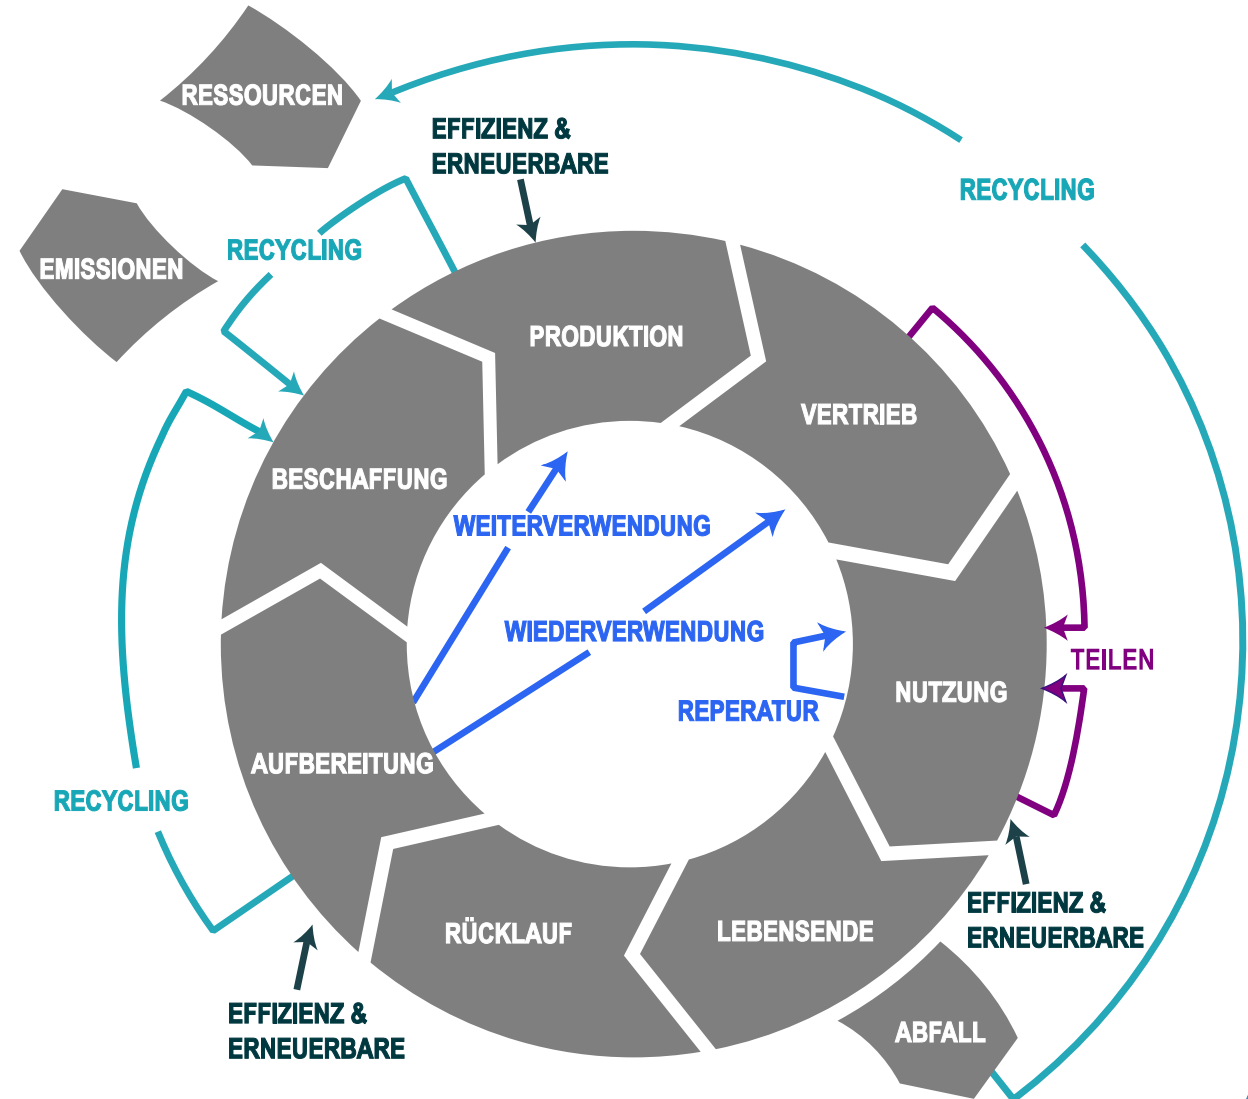 RESSOURCEN
EFFIZIENZ &
ERNEUERBARE
RECYCLING
RECYCLING
EMISSIONEN
PRODUKTION
VERTRIEB
BESCHAFFUNG
WEITERVERWENDUNG
WIEDERVERWENDUNG
TEILEN
NUTZUNG
REPERATUR
AUFBEREITUNG
RECYCLING
EFFIZIENZ &
ERNEUERBARE
RÜCKLAUF
LEBENSENDE
EFFIZIENZ &
ERNEUERBARE
ABFALL